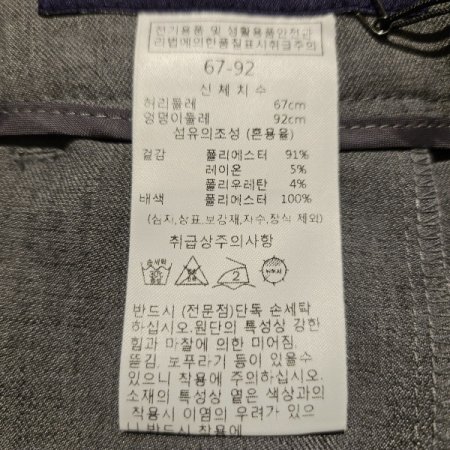 전기용품 및 생활용품안전관
리법에의한품질표시취급주의
67-92
신 체 치 수
허리둘레 67cm
엉덩이둘레 92cm
섬유의조성 (혼용율)
겉감 폴리에스터 91%
레이온 5%
폴리우레탄 4%
배색 폴리에스터 100%
(심지,상표,보강재,자수,장식 제외)
취급상주의사항
손세탁
2
반드시 (전문점)단독 손세탁
하십시오.원단의 특성상 강한
힘과 마찰에 의한 미어짐,
뜯김, 보푸라기 등이 있을수
있으니 착용에 주의하십시오.
소재의 특성상 옅은 색상과의
착용시 이염의 우려가 있으
니 반드시 착용에